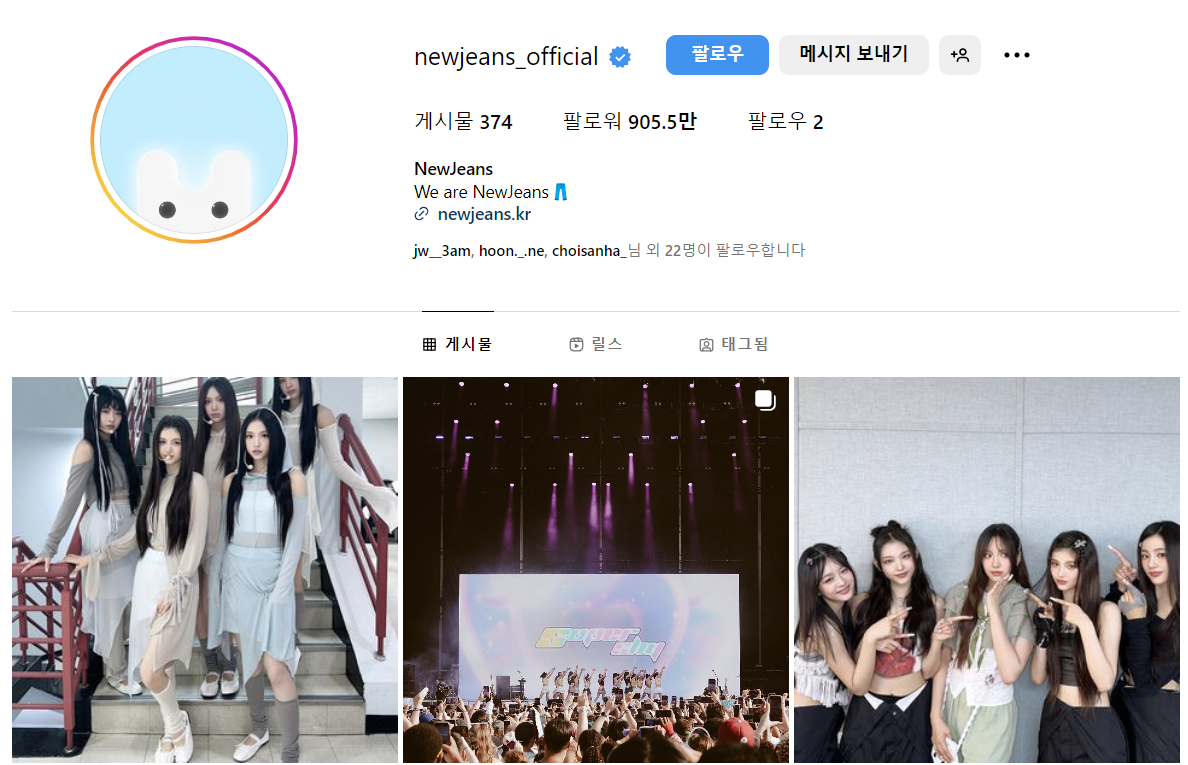 newjeans_official 팔로우 메시지 보내기
게시물 374 팔로워 905.5만 팔로우 2
NewJeans
We are NewJeans 👖
newjeans.kr
jw__3am, hoon._.ne, choisanha_님 외 22명이 팔로우합니다
게시물 릴스 태그됨
Super
Shy